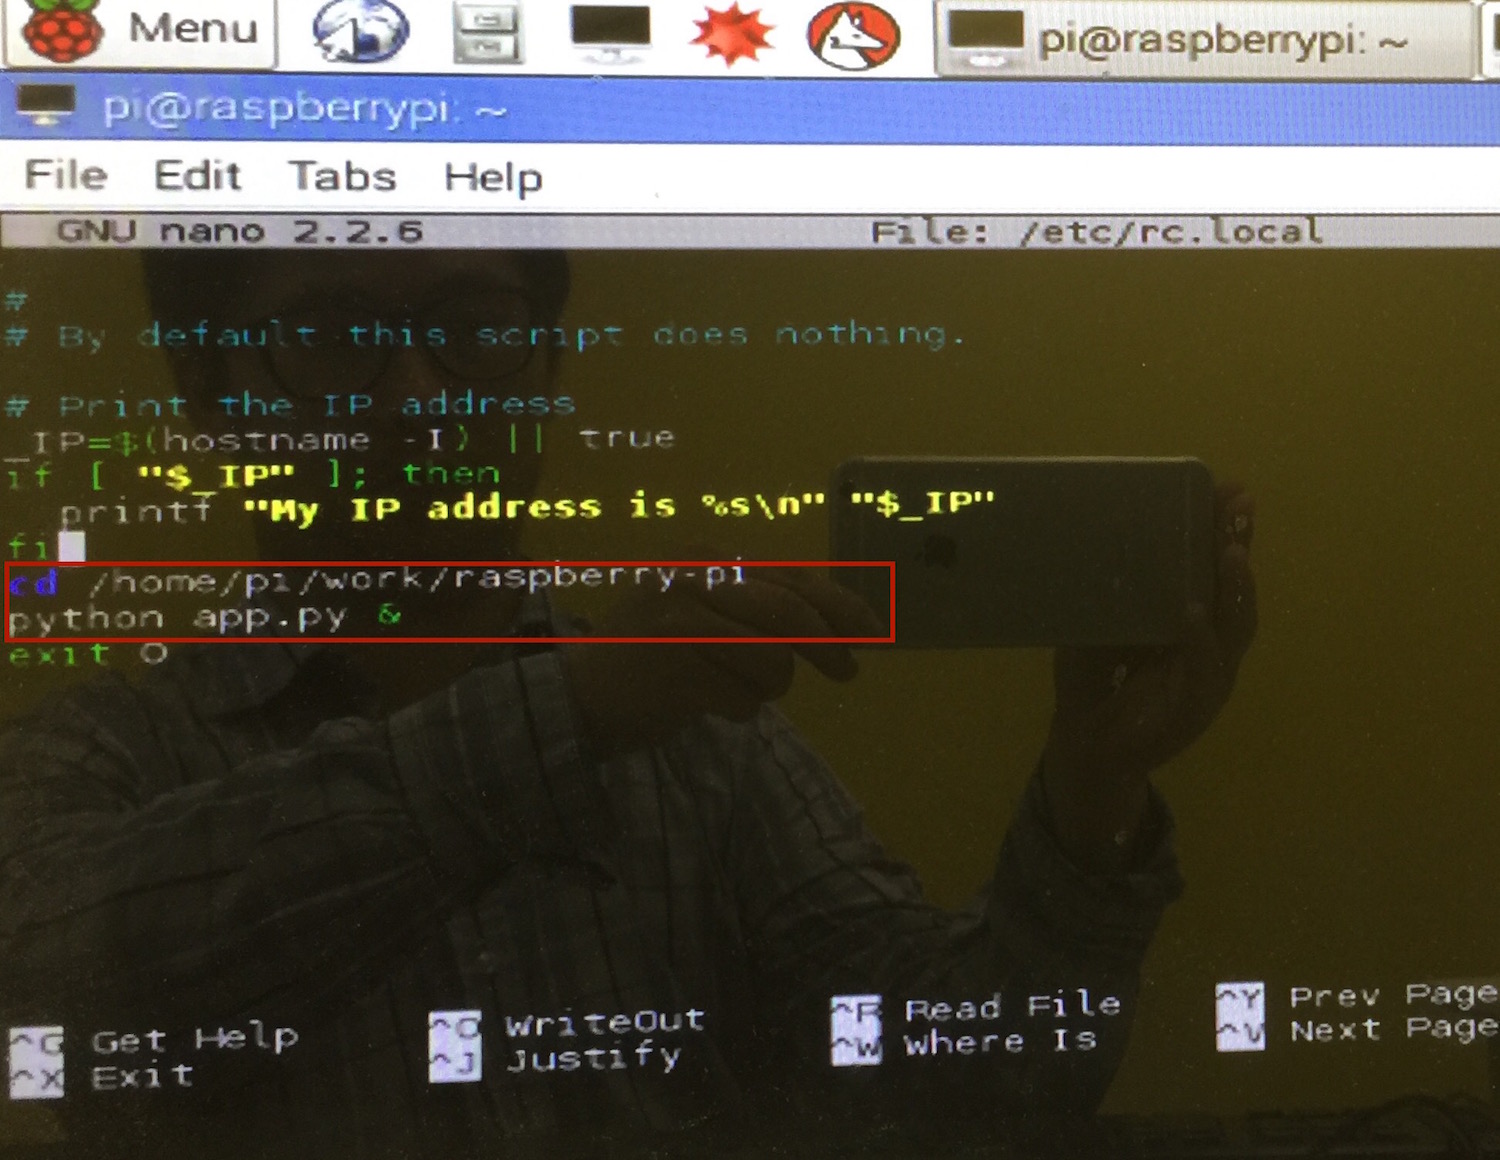 Menu
pi@raspberrypi: ~
pi@raspberrypi: ~
File Edit Tabs Help
GNU nano 2.2.6 File: /etc/rc.local
#
# By default this script does nothing.
# Print the IP address
_IP=$(hostname -I) || true
if [ "$_IP" ]; then
printf "My IP address is %s\n" "$_IP"
fi
cd /home/pi/work/raspberry-pi
python app.py &
exit 0
^G Get Help ^O WriteOut ^R Read File ^Y Prev Page
^X Exit ^J Justify ^W Where Is ^V Next Page